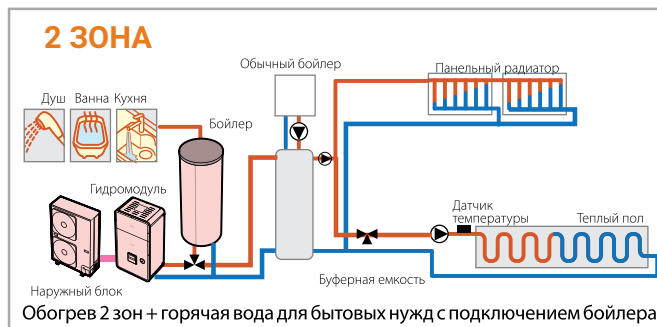 2 ЗОНА
Обычный бойлер
Панельный радиатор
Душ
Ванна
Кухня
Бойлер
Гидромодуль
Датчик
температуры
Теплый пол
Наружный блок
Буферная емкость
Обогрев 2 зон + горячая вода для бытовых нужд с подключением бойлера